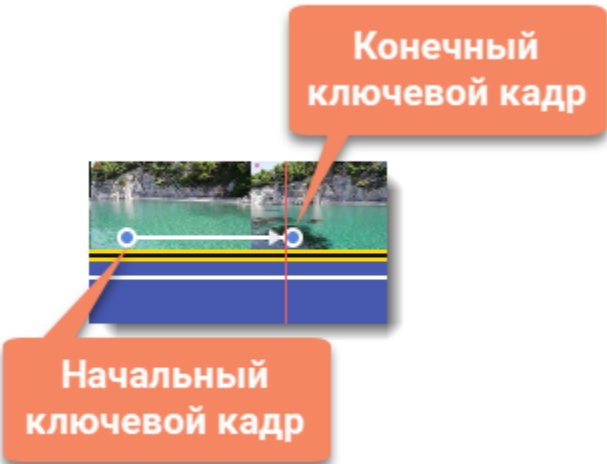 Конечный
ключевой кадр
Начальный
ключевой кадр